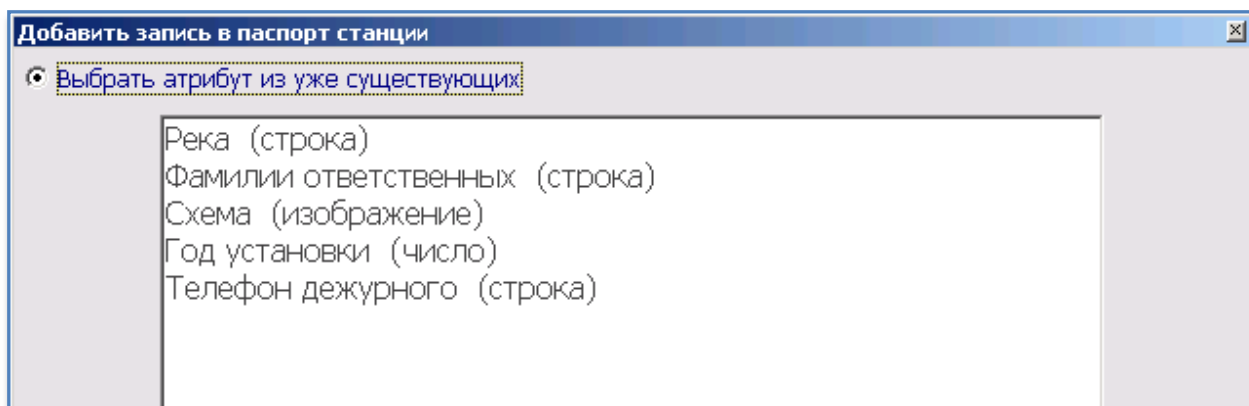 Добавить запись в паспорт станции
Выбрать атрибут из уже существующих
Река (строка)
Фамилии ответственных (строка)
Схема (изображение)
Год установки (число)
Телефон дежурного (строка)